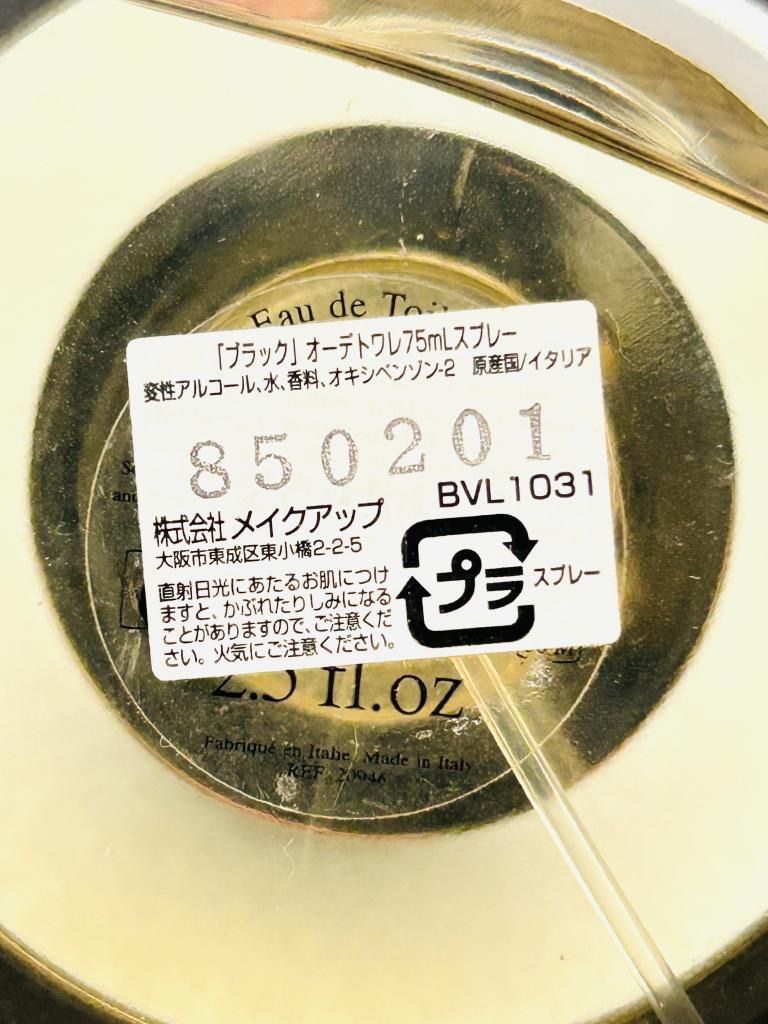 Eau de Toil
「ブラック」オーデトワレ75mLスプレー
変性アルコール、水、香料、オキシベンゾン-2 原産国/イタリア
850201
BVL1031
株式会社 メイクアップ
大阪市東成区東小橋2-2-5
直射日光にあたるお肌につけ
ますと、かぶれたりしみになる
ことがありますので、ご注意くだ
さい。火気にご注意ください。
プラ
スプレー
2.5 fl.oz
Fabriqué en Italie Made in Italy
REF. 20946